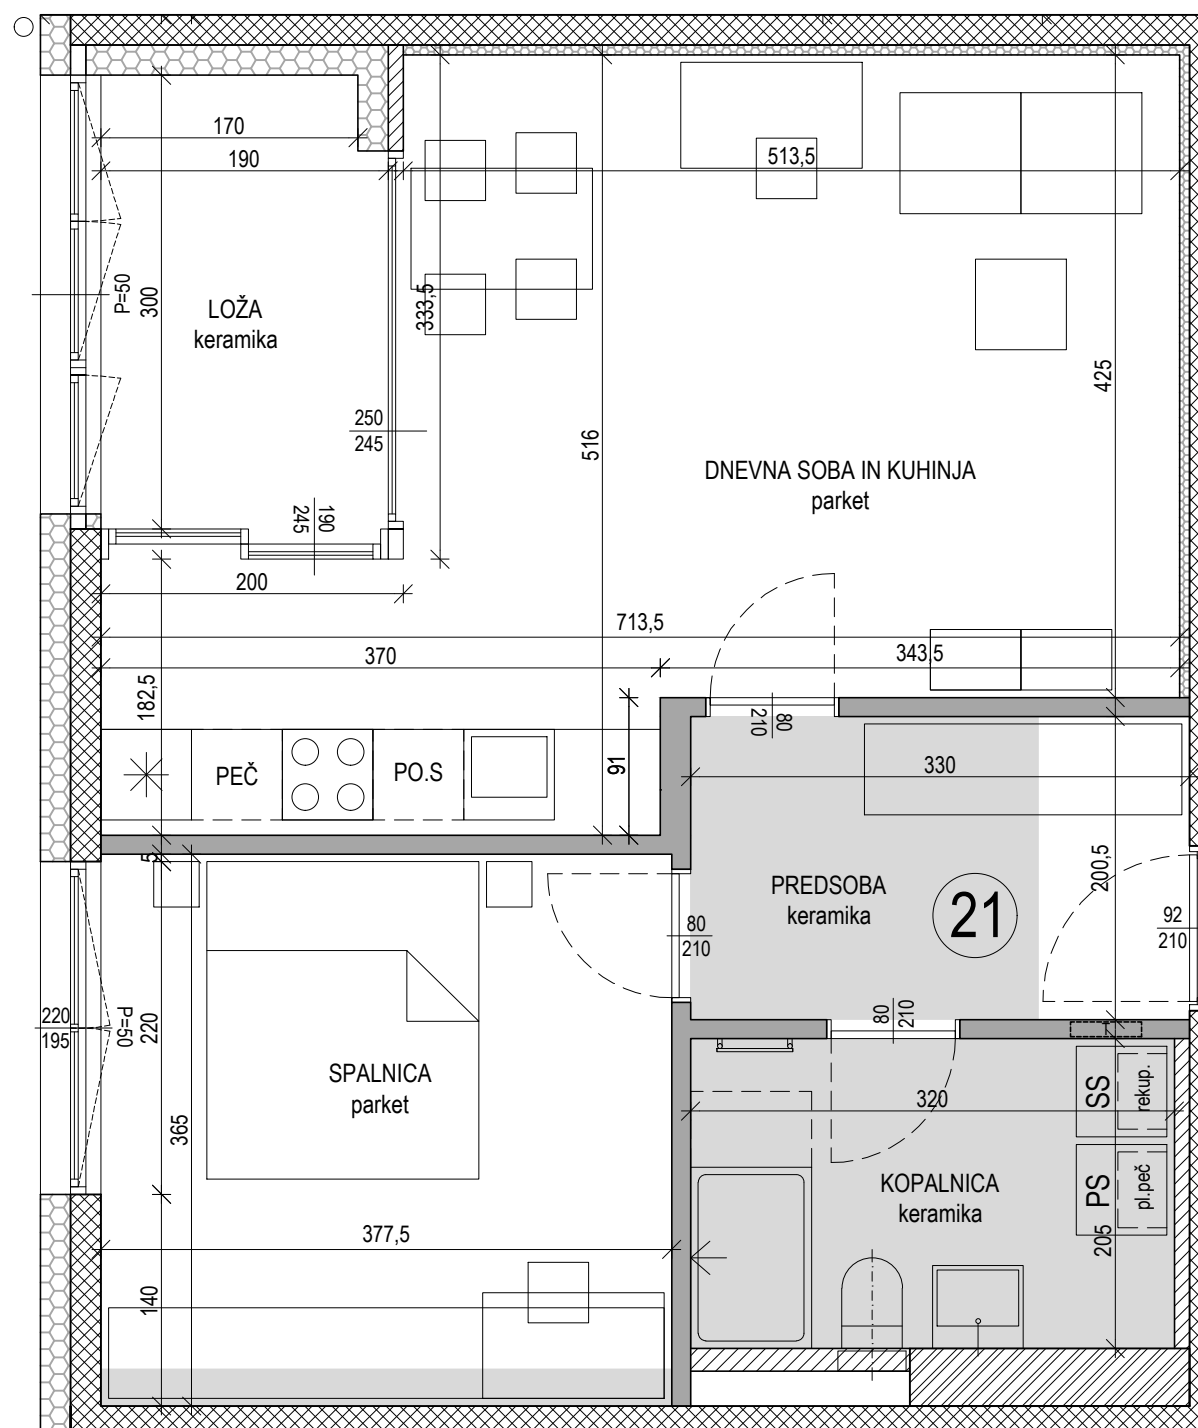 170
190
513,5
P=50
300
LOŽA
keramika
333,5
425
250
245
516
DNEVNA SOBA IN KUHINJA
parket
190
245
200
713,5
370
343,5
182,5
80
210
91
PEČ
PO.S
330
5
200,5
PREDSOBA
keramika
21
80
210
92
210
220
195
P=50
220
80
210
SPALNICA
parket
365
320
SS
rekup.
PS
pl.peč
KOPALNICA
keramika
205
377,5
140